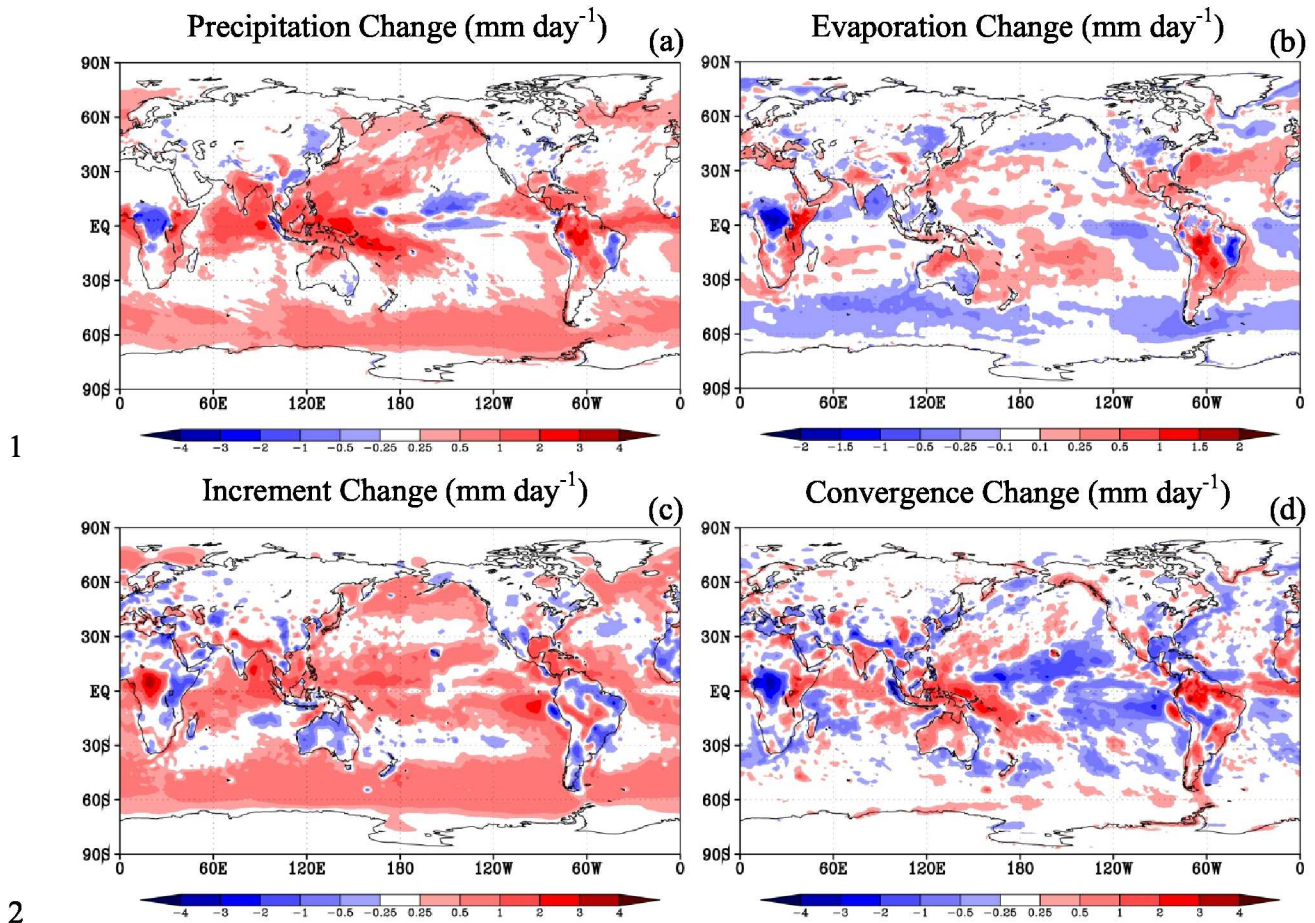 Precipitation Change (mm day-1) (a)
90N
60N
30N
EQ
30S
60S
90S
0 60E 120E 180 120W 60W 0
-4 -3 -2 -1 -0.5 -0.25 0.25 0.5 1 2 3 4
Evaporation Change (mm day-1) (b)
90N
60N
30N
EQ
30S
60S
90S
0 60E 120E 180 120W 60W 0
-2 -1.5 -1 -0.5 -0.25 -0.1 0.1 0.25 0.5 1 1.5 2
1
Increment Change (mm day-1) (c)
90N
60N
30N
EQ
30S
60S
90S
0 60E 120E 180 120W 60W 0
-4 -3 -2 -1 -0.5 -0.25 0.25 0.5 1 2 3 4
Convergence Change (mm day-1) (d)
90N
60N
30N
EQ
30S
60S
90S
0 60E 120E 180 120W 60W 0
-4 -3 -2 -1 -0.5 -0.25 0.25 0.5 1 2 3 4
2